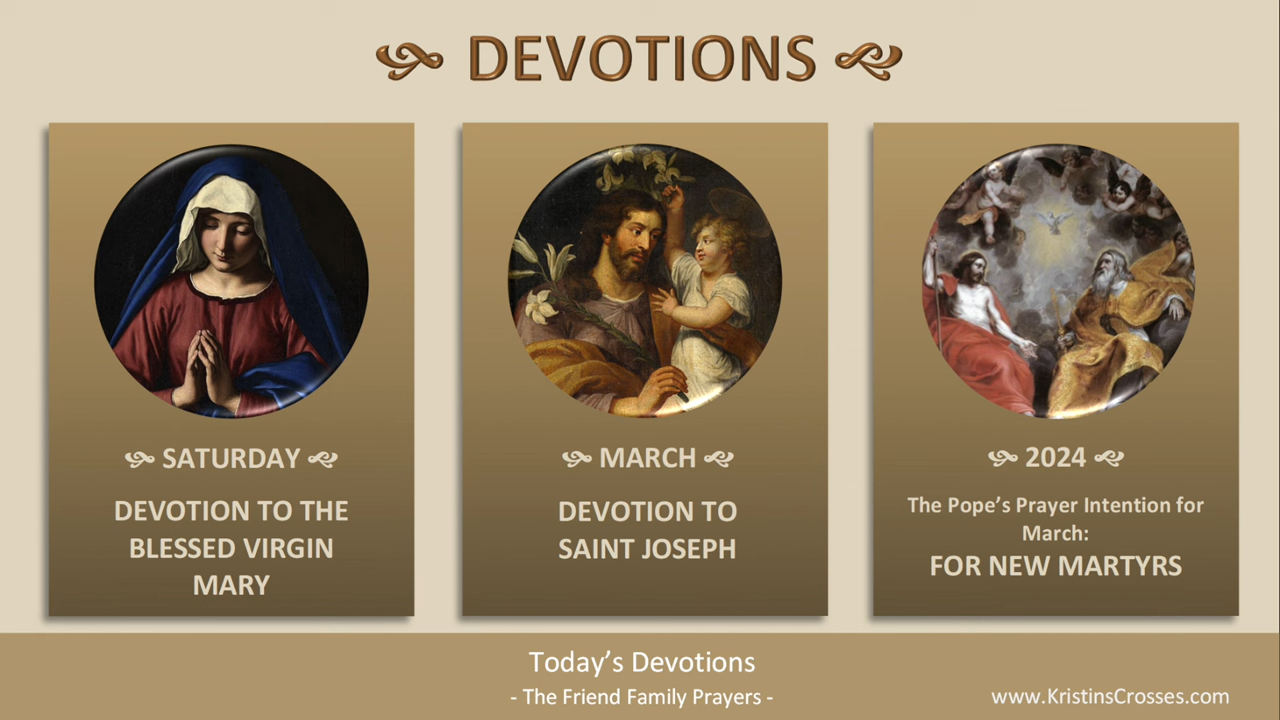 DEVOTIONS
SATURDAY
DEVOTION TO THE
BLESSED VIRGIN
MARY
MARCH
DEVOTION TO
SAINT JOSEPH
2024
The Pope’s Prayer Intention for
March:
FOR NEW MARTYRS
Today’s Devotions
- The Friend Family Prayers -
www.KristinsCrosses.com